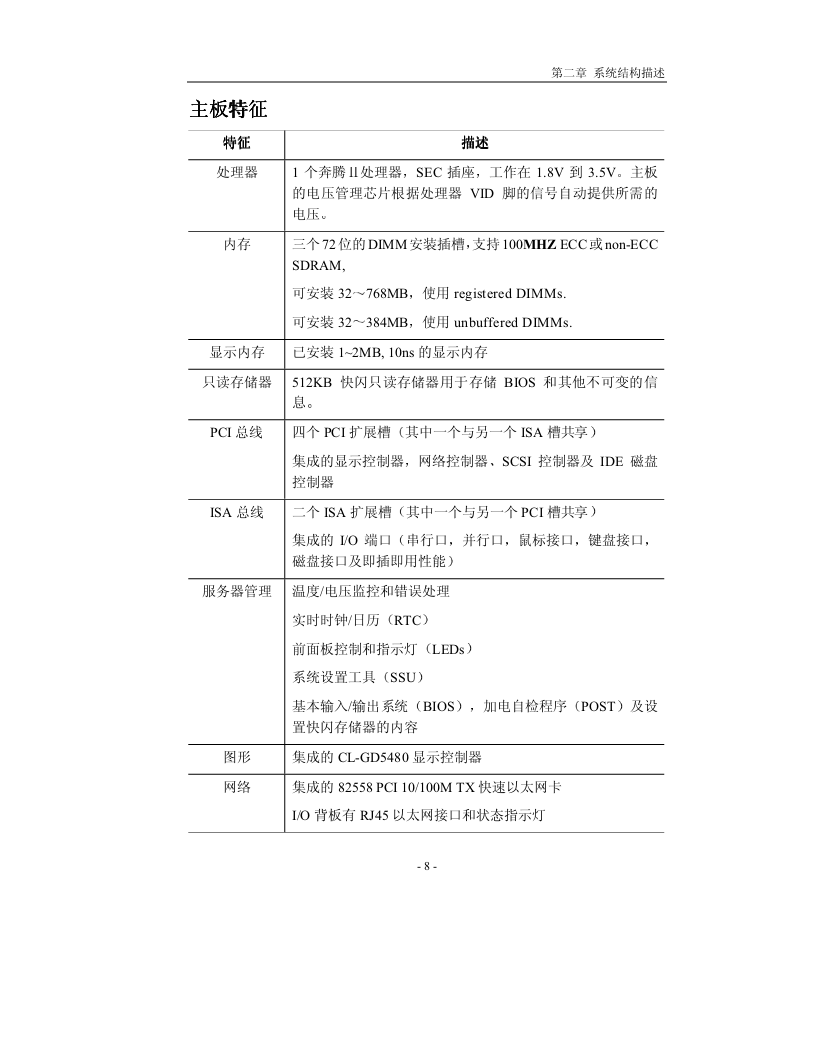 第二章 系统结构描述
主板特征
特征 描述
处理器 1 个奔腾Ⅱ处理器，SEC 插座，工作在 1.8V 到 3.5V。主板
的电压管理芯片根据处理器 VID 脚的信号自动提供所需的
电压。
内存 三个 72 位的 DIMM 安装插槽，支持 100MHZ ECC 或 non-ECC
SDRAM,
可安装 32～768MB，使用 registered DIMMs.
可安装 32～384MB，使用 unbuffered DIMMs.
显示内存 已安装 1~2MB, 10ns 的显示内存
只读存储器 512KB 快闪只读存储器用于存储 BIOS 和其他不可变的信
息。
PCI 总线 四个 PCI 扩展槽（其中一个与另一个 ISA 槽共享）
集成的显示控制器，网络控制器、SCSI 控制器及 IDE 磁盘
控制器
ISA 总线 二个 ISA 扩展槽（其中一个与另一个 PCI 槽共享）
集成的 I/O 端口（串行口，并行口，鼠标接口，键盘接口，
磁盘接口及即插即用性能）
服务器管理 温度/电压监控和错误处理
实时时钟/日历（RTC）
前面板控制和指示灯（LEDs）
系统设置工具（SSU）
基本输入/输出系统（BIOS），加电自检程序（POST）及设
置快闪存储器的内容
图形 集成的 CL-GD5480 显示控制器
网络 集成的 82558 PCI 10/100M TX 快速以太网卡
I/O 背板有 RJ45 以太网接口和状态指示灯
- 8 -